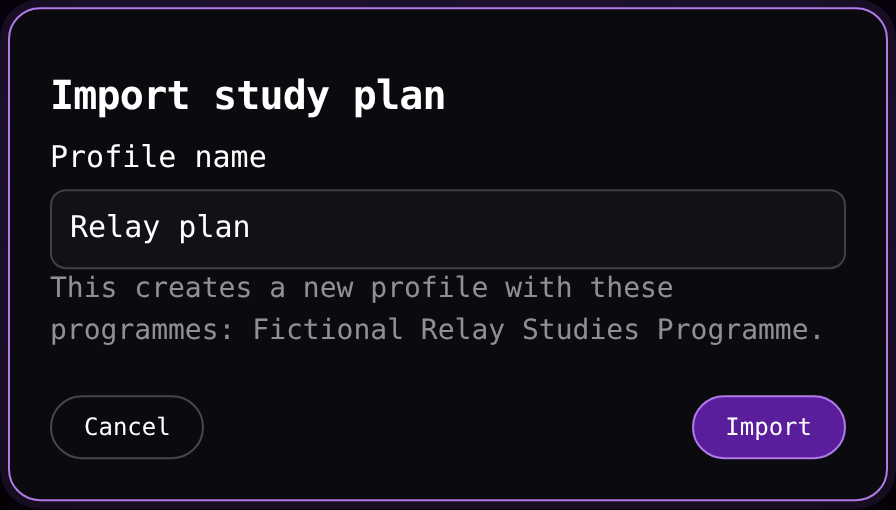 Import study plan
Profile name
Relay plan
This creates a new profile with these
programmes: Fictional Relay Studies Programme.
Cancel
Import